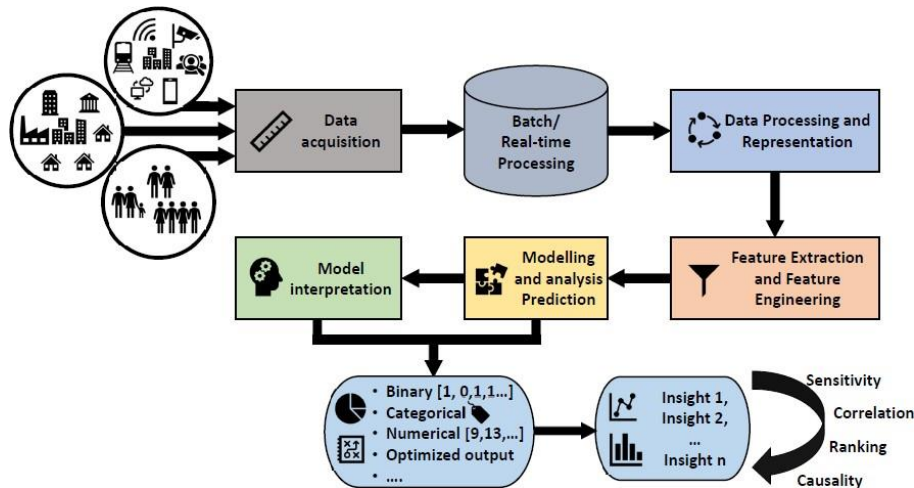 Data
acquisition
Batch/
Real-time
Processing
Data Processing and
Representation
Model
interpretation
Modelling
and analysis
Prediction
Feature Extraction
and Feature
Engineering
• Binary [1, 0,1,1...]
• Categorical
• Numerical [9,13,...]
• Optimized output
• ....
Insight 1,
Insight 2,
...
Insight n
Sensitivity
Correlation
Ranking
Causality